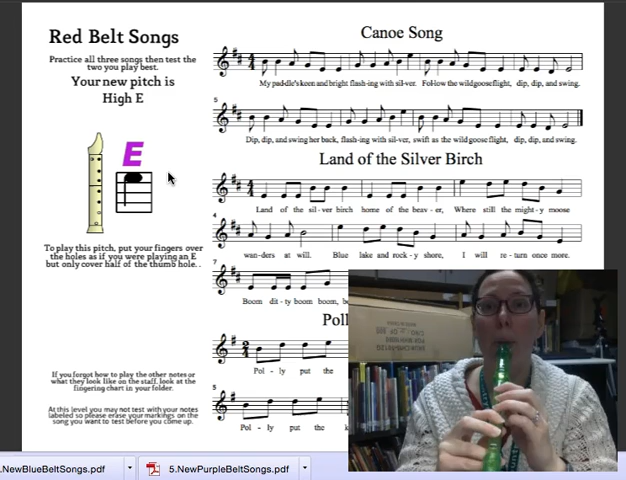 Red Belt Songs
Practice all three songs then test the
two you play best.
Your new pitch is
High E
E
To play this pitch, put your fingers over
the holes as if you were playing an E
but only cover half of the thumb hole. .
If you forgot how to play the other notes or
what they look like on the staff, look at the
fingering chart in your folder.
At this level you may not test with your notes
labeled so please erase your markings on the
song you want to test before you come up.
Canoe Song
My pad-dle's keen and bright flash-ing with sil-ver. Fol-low the wild goose flight, dip, dip, and swing.
5
Dip, dip, and swing her back, flash-ing with sil-ver, swift as the wild goose flight, dip, dip, and swing.
Land of the Silver Birch
Land of the sil-ver birch home of the beav-er, Where still the might-y moose
4
wan-ders at will. Blue lake and rock-y shore, I will re-turn once more.
7
Boom dit-ty boom boom,
Poll
Pol - ly put the
5
Pol - ly put the
.NewBlueBeltSongs.pdf
5.NewPurpleBeltSongs.pdf